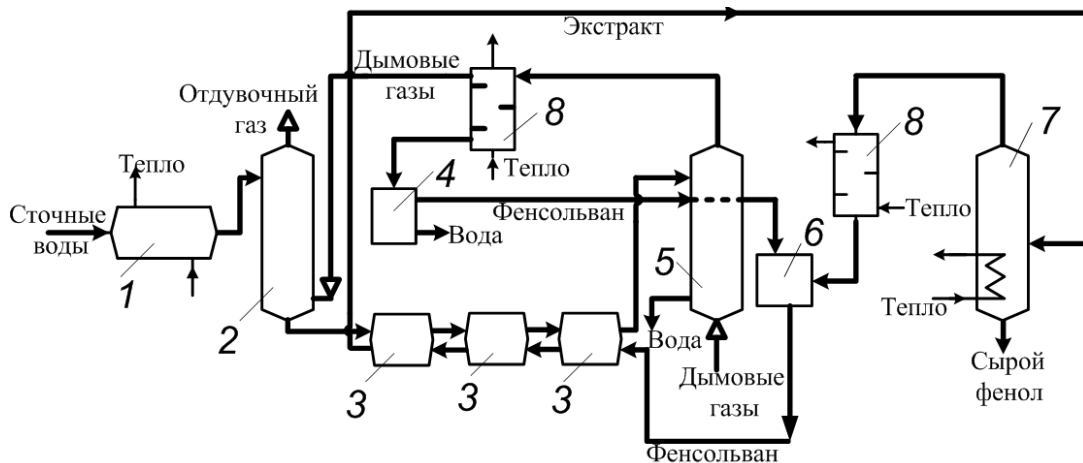 Экстракт
Дымовые
газы
Отдувочный
газ
8
8
7
Тепло
Тепло
4
Сточные
воды
Фенсольван
Тепло
Вода
6
5
1
2
Тепло
Вода
3
3
3
Дымовые
газы
Сырой
фенол
Фенсольван